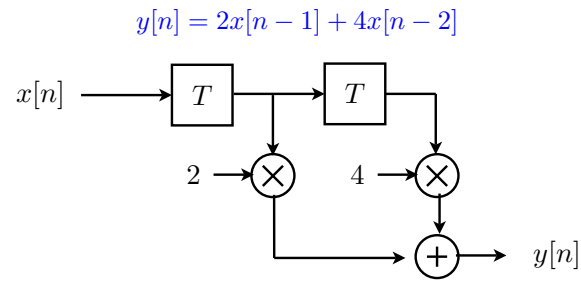 y[n] = 2x[n − 1] + 4x[n − 2]
x[n] T T
2 4
y[n]